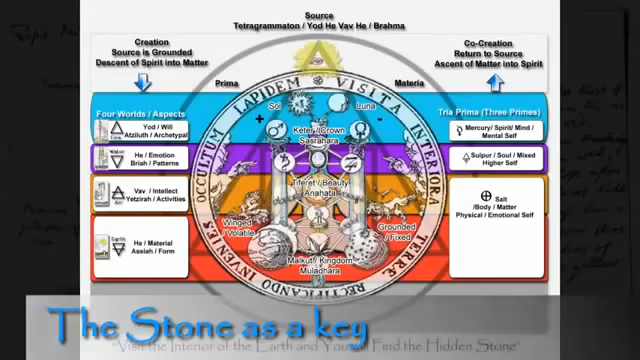 Source
Tetragrammaton / Yod He Vav He / Brahma
Creation
Source is Grounded
Descent of Spirit into Matter
Co-Creation
Return to Source
Ascent of Matter into Spirit
Prima
Materia
VISITA INTERIORA TERRÆ RECTIFICANDO INVENIES OCCULTUM LAPIDEM
Sol
Luna
+
-
Four Worlds / Aspects
Fire
Yod / Will
Atziluth / Archetypal
Water
He / Emotion
Briah / Patterns
Air
Vav / Intellect
Yetzirah / Activities
Earth
He / Material
Assiah / Form
Keter / Crown
Sasrahara
Tiferet / Beauty
Anahata
Winged
/ Volatile
Grounded
/ Fixed
Malkut / Kingdom
Muladhara
Tria Prima (Three Primes)
Mercury/ Spirit/ Mind /
Mental Self
Sulpur / Soul / Mixed
Higher Self
Salt
/Body / Matter
Physical / Emotional Self
The Stone as a key
"Visit the Interior of the Earth and You will Find the Hidden Stone"